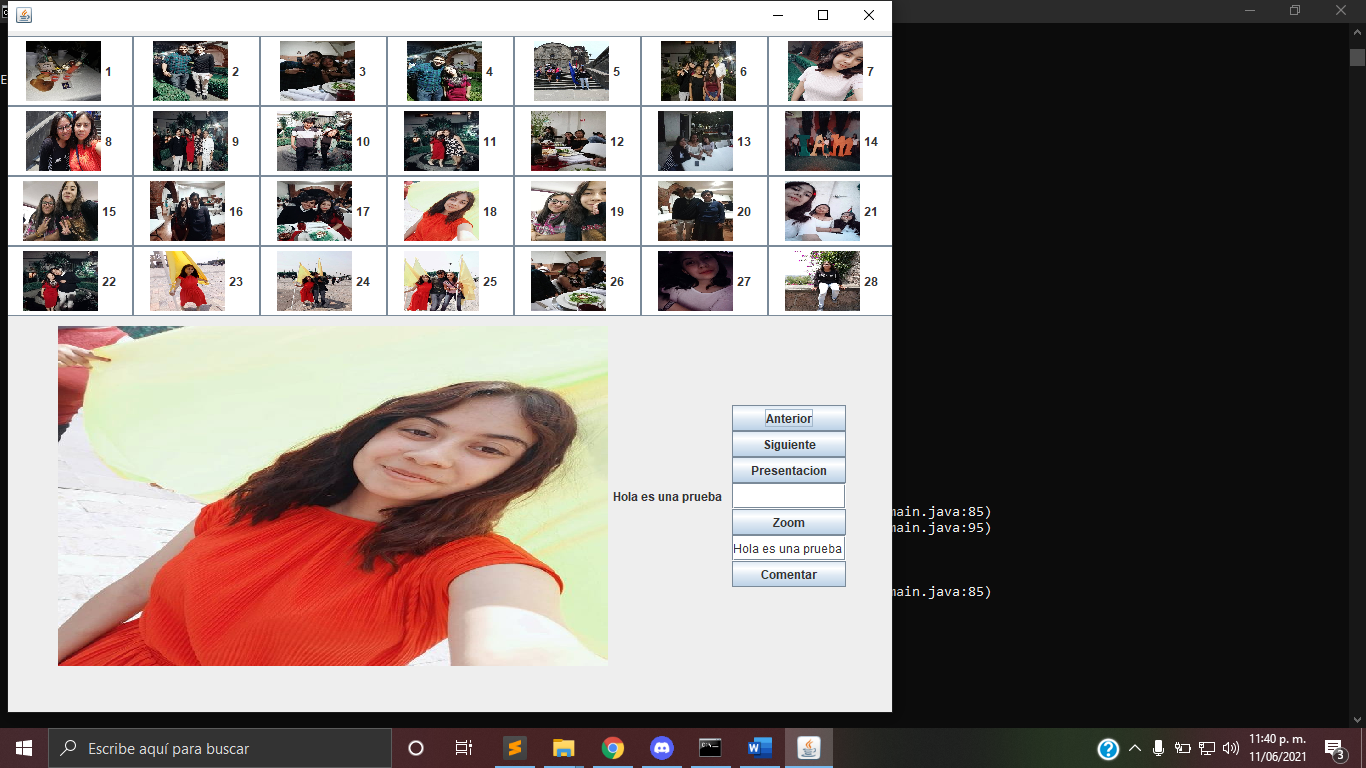 1 2 3 4 5 6 7
8 9 10 11 12 13 14
15 16 17 18 19 20 21
22 23 24 25 26 27 28
Anterior
Siguiente
Presentacion
Hola es una prueba
Zoom
Hola es una prueba
Comentar
main.java:85)
main.java:95)
main.java:85)
Escribe aquí para buscar
11:40 p. m.
11/06/2021
3